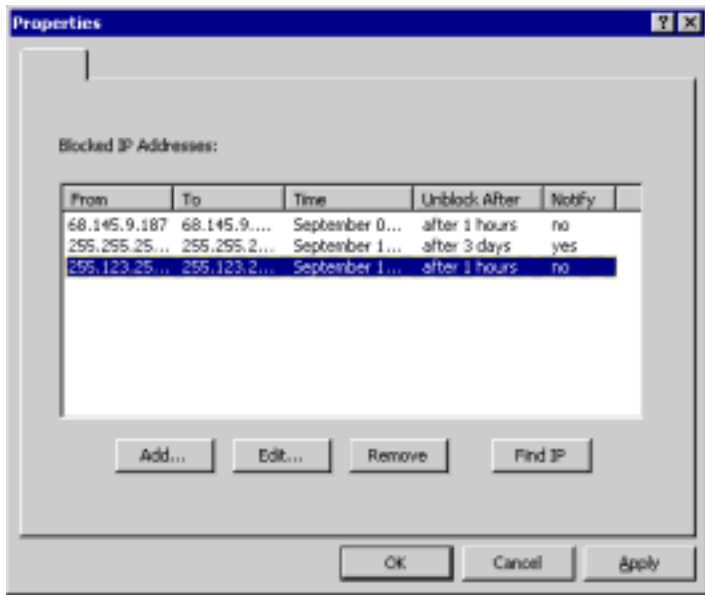 Properties
Blocked IP Addresses:
From To Time Unblock After Notify
68.145.9.187 68.145.9.... September 0... after 1 hours no
255.255.25... 255.255.2... September 1... after 3 days yes
255.123.25... 255.123.2... September 1... after 1 hours no
Add... Edit... Remove Find IP
OK Cancel Apply